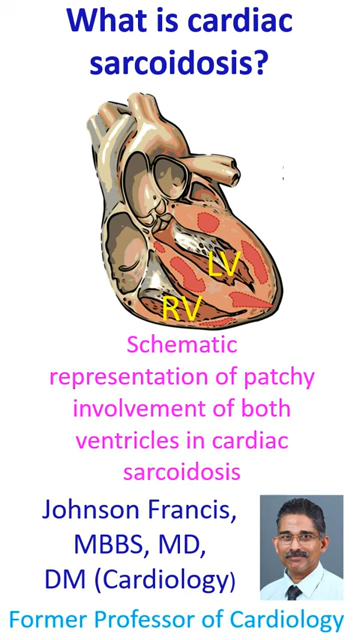 What is cardiac
sarcoidosis?
LV
RV
Schematic
representation of patchy
involvement of both
ventricles in cardiac
sarcoidosis
Johnson Francis,
MBBS, MD,
DM (Cardiology)
Former Professor of Cardiology